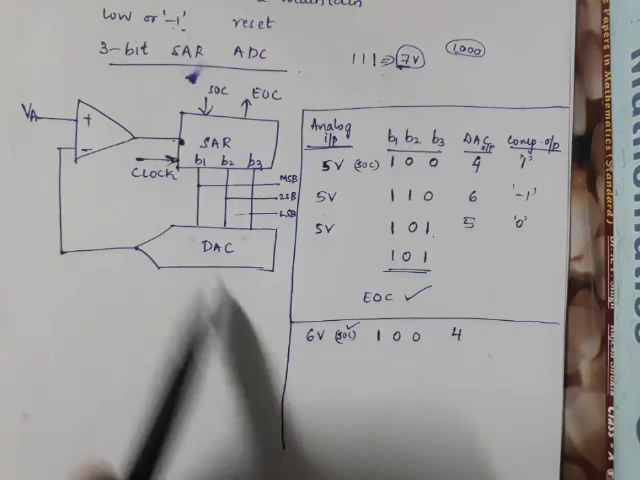 low or '-1' reset
3-bit SAR ADC
111 ⇒ 7V 1000
VA + SOC EOC
SAR
-
CLOCK b1 b2 b3
MSB
2SB
LSB
DAC
Analog i/p b1 b2 b3 DAC o/p Comp. o/p
5V (SOC) 1 0 0 4 '1'
5V 1 1 0 6 '-1'
5V 1 0 1 5 '0'
1 0 1
EOC ✓
6V (SOC) ✓ 1 0 0 4
Class - X